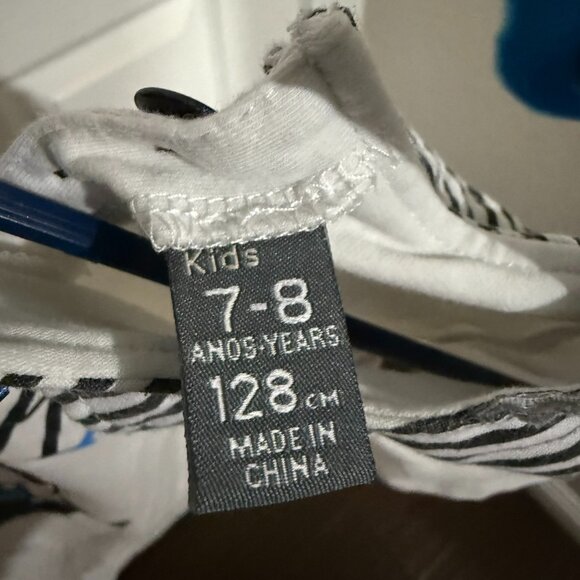 Kids
7-8
ANOS-YEARS
128 CM
MADE IN
CHINA